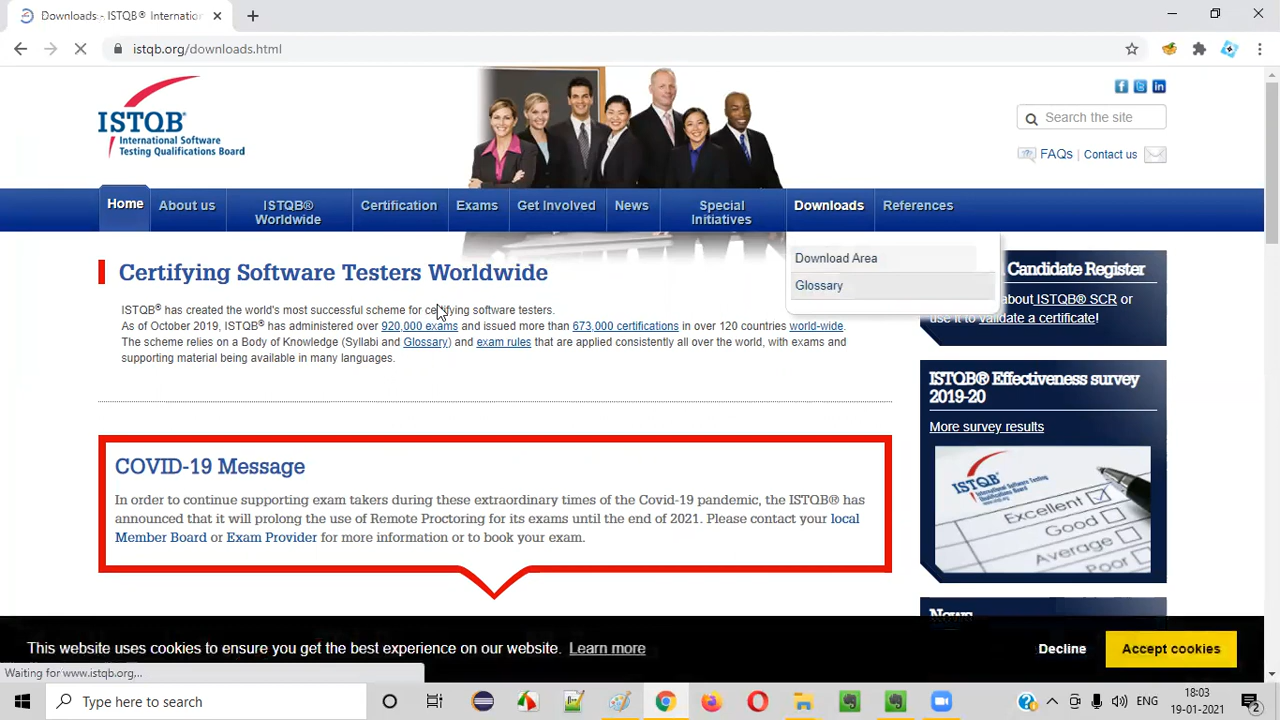 Downloads - ISTQB® Internation
istqb.org/downloads.html
ISTQB®
International Software
Testing Qualifications Board
Search the site
FAQs | Contact us
Home
About us
ISTQB®
Worldwide
Certification
Exams
Get Involved
News
Special
Initiatives
Downloads
References
Download Area
Glossary
Certifying Software Testers Worldwide
ISTQB® has created the world's most successful scheme for certifying software testers.
As of October 2019, ISTQB® has administered over 920,000 exams and issued more than 673,000 certifications in over 120 countries world-wide.
The scheme relies on a Body of Knowledge (Syllabi and Glossary) and exam rules that are applied consistently all over the world, with exams and
supporting material being available in many languages.
COVID-19 Message
In order to continue supporting exam takers during these extraordinary times of the Covid-19 pandemic, the ISTQB® has
announced that it will prolong the use of Remote Proctoring for its exams until the end of 2021. Please contact your local
Member Board or Exam Provider for more information or to book your exam.
Candidate Register
about ISTQB® SCR or
use it to validate a certificate!
ISTQB® Effectiveness survey
2019-20
More survey results
ISTQB
International Software
Testing Qualifications Board
Excellent
Good
Average
Poor
News
This website uses cookies to ensure you get the best experience on our website. Learn more
Decline
Accept cookies
Waiting for www.istqb.org...
Type here to search
ENG
18:03
19-01-2021
2